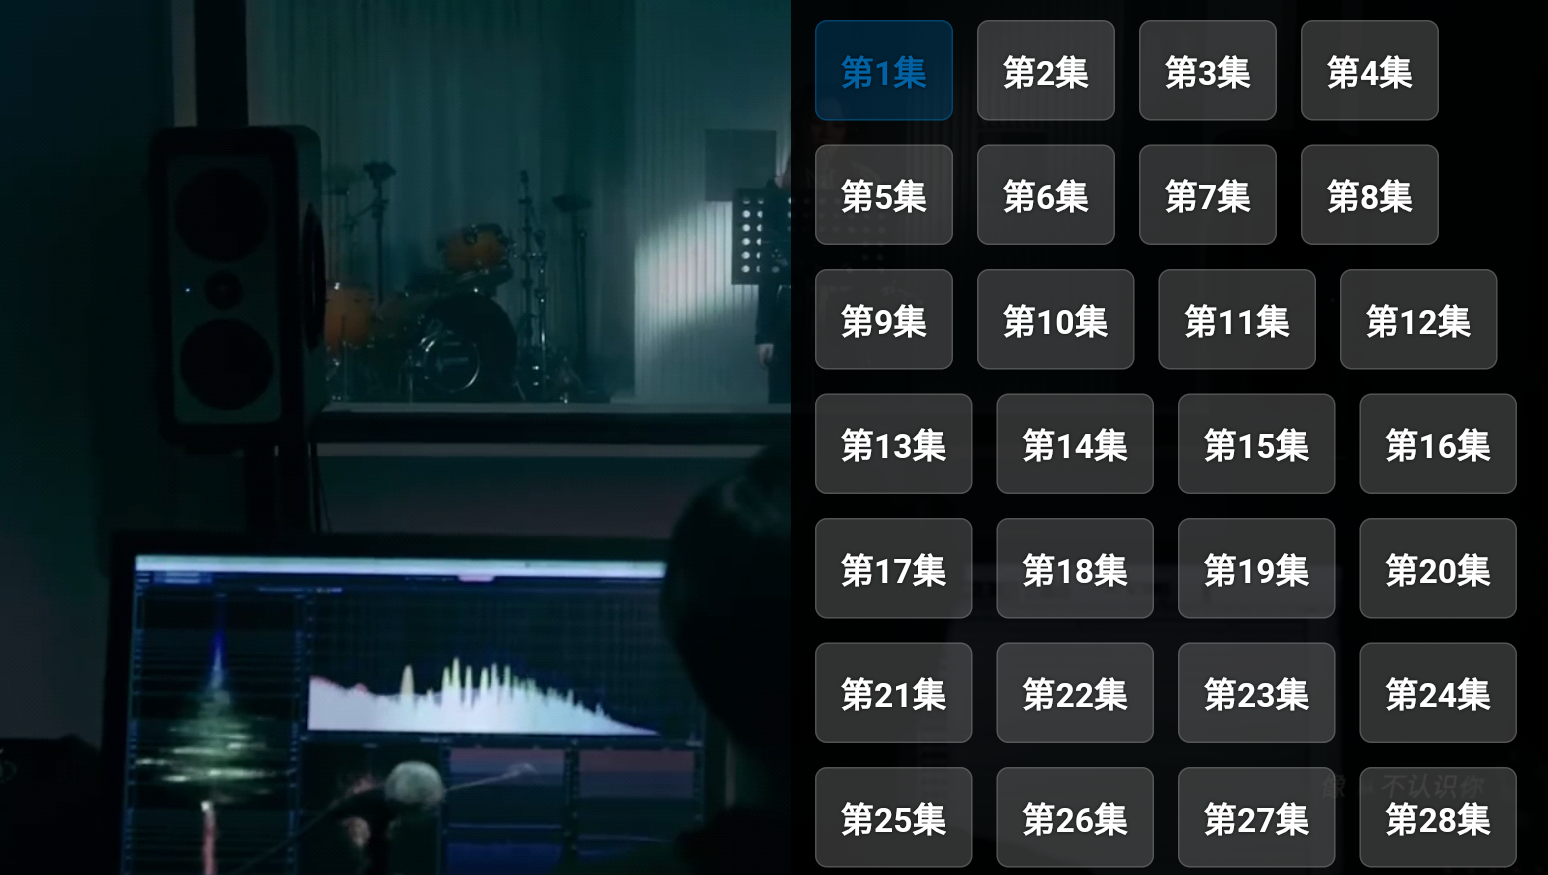 第1集 第2集 第3集 第4集
第5集 第6集 第7集 第8集
第9集 第10集 第11集 第12集
第13集 第14集 第15集 第16集
第17集 第18集 第19集 第20集
第21集 第22集 第23集 第24集
不认识你
第25集 第26集 第27集 第28集